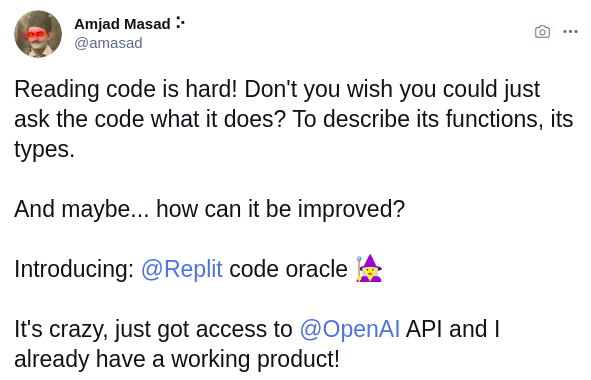 Amjad Masad ⠕
@amasad
Reading code is hard! Don't you wish you could just
ask the code what it does? To describe its functions, its
types.
And maybe... how can it be improved?
Introducing: @Replit code oracle 🧙‍♀️
It's crazy, just got access to @OpenAI API and I
already have a working product!